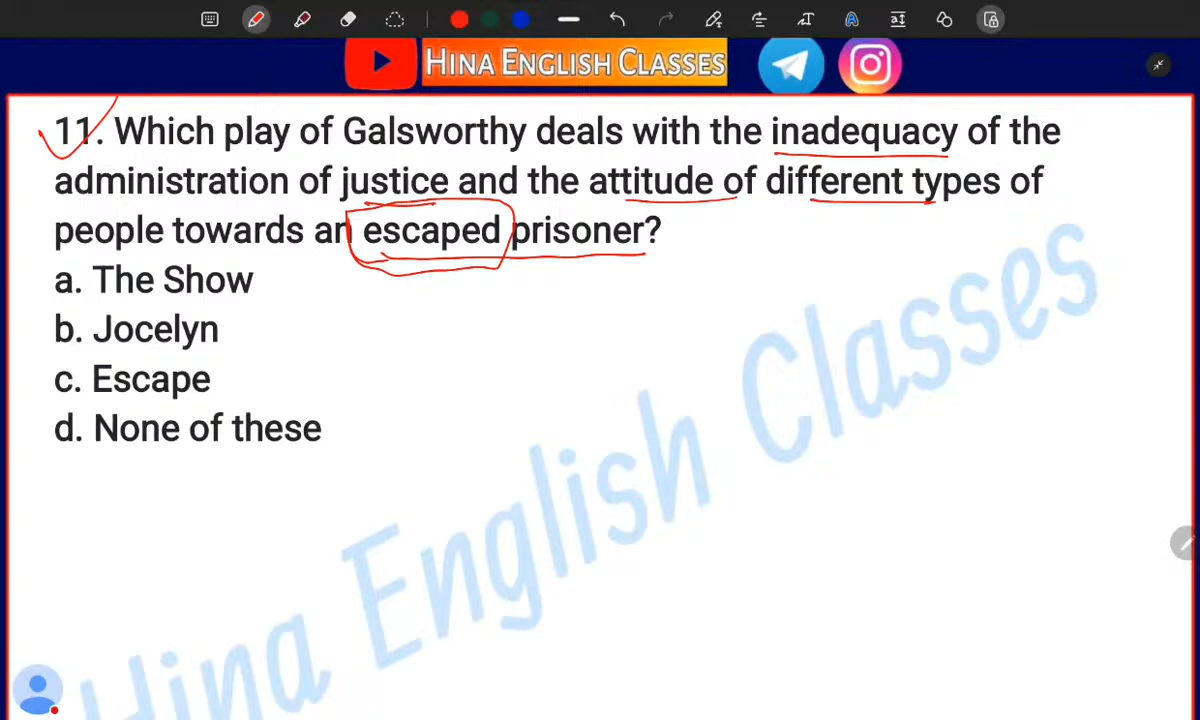 HINA ENGLISH CLASSES
11. Which play of Galsworthy deals with the inadequacy of the
administration of justice and the attitude of different types of
people towards an escaped prisoner?
a. The Show
b. Jocelyn
c. Escape
d. None of these
Hina English Classes